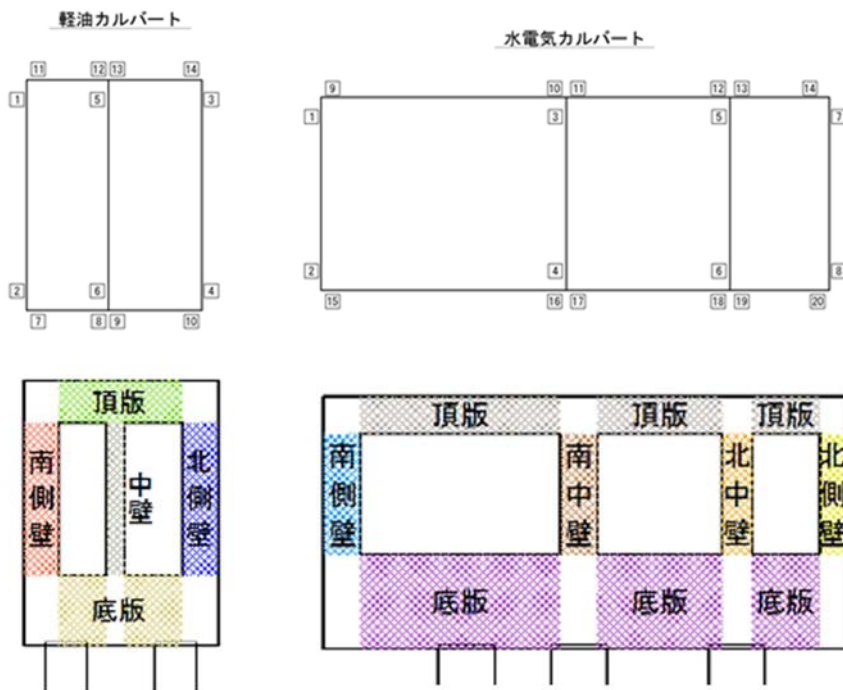 軽油カルバート
11 12 13 14
1 5 3
2 6 4
7 8 9 10
水電気カルバート
9 10 11 12 13 14
1 3 5 7
2 4 6 8
15 16 17 18 19 20
頂版
南側壁
中壁
北側壁
底版
頂版 頂版 頂版
南側壁
南中壁
北中壁
北側壁
底版 底版 底版